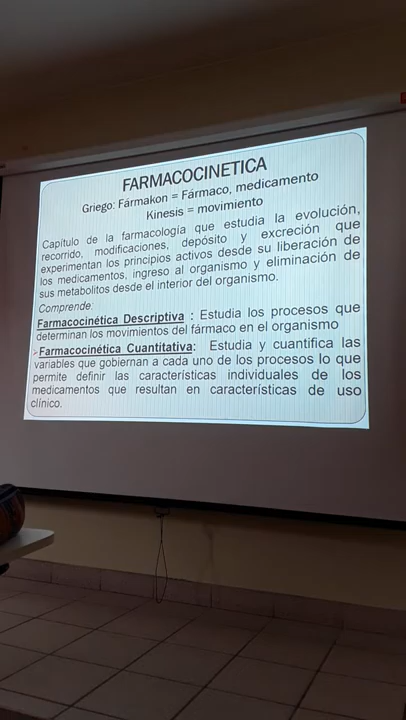 FARMACOCINETICA
Griego: Fármakon = Fármaco, medicamento
Kinesis = movimiento
Capítulo de la farmacología que estudia la evolución,
recorrido, modificaciones, depósito y excreción que
experimentan los principios activos desde su liberación de
los medicamentos, ingreso al organismo y eliminación de
sus metabolitos desde el interior del organismo.
Comprende:
Farmacocinética Descriptiva : Estudia los procesos que
determinan los movimientos del fármaco en el organismo
➢Farmacocinética Cuantitativa: Estudia y cuantifica las
variables que gobiernan a cada uno de los procesos lo que
permite definir las características individuales de los
medicamentos que resultan en características de uso
clínico.